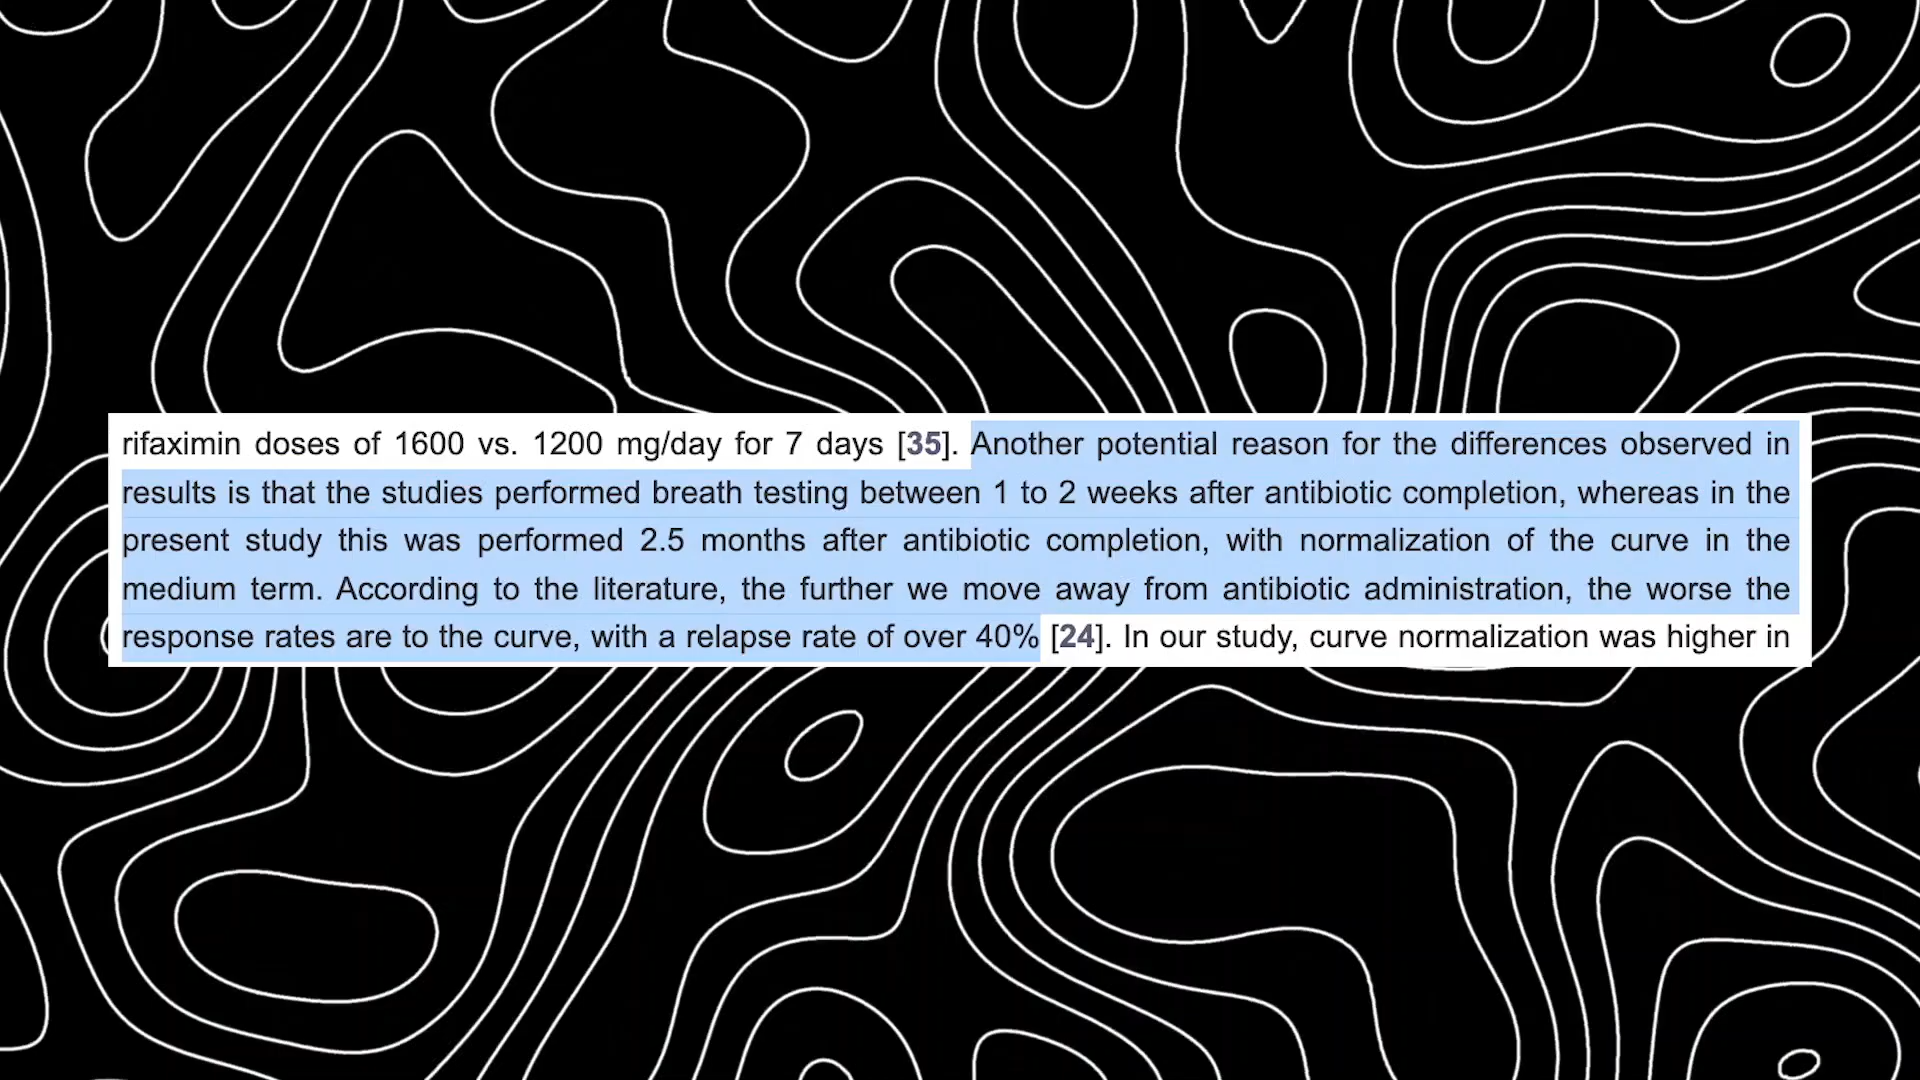 rifaximin doses of 1600 vs. 1200 mg/day for 7 days [35]. Another potential reason for the differences observed in
results is that the studies performed breath testing between 1 to 2 weeks after antibiotic completion, whereas in the
present study this was performed 2.5 months after antibiotic completion, with normalization of the curve in the
medium term. According to the literature, the further we move away from antibiotic administration, the worse the
response rates are to the curve, with a relapse rate of over 40% [24]. In our study, curve normalization was higher in